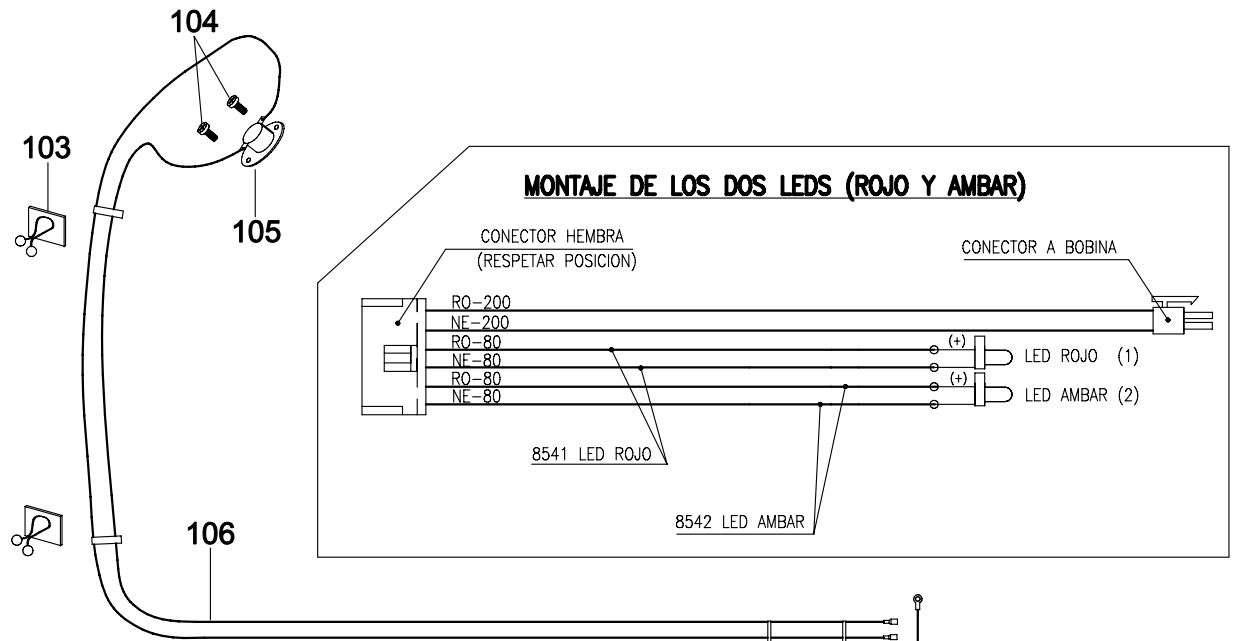 104
103
105
MONTAJE DE LOS DOS LEDS (ROJO Y AMBAR)
CONECTOR HEMBRA
(RESPETAR POSICION)
CONECTOR A BOBINA
RO-200
NE-200
RO-80
(+)
LED ROJO (1)
NE-80
RO-80
(+)
NE-80
LED AMBAR (2)
8541 LED ROJO
8542 LED AMBAR
106